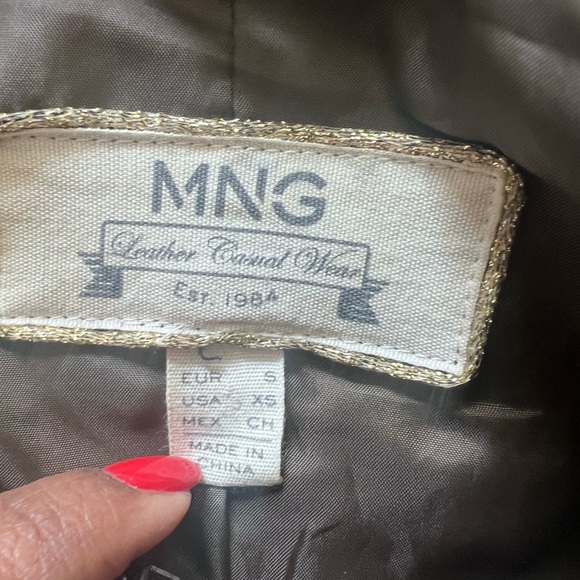 MNG
Leather Casual Wear
Est. 1984
EUR S
USA XS
MEX CH
MADE IN
CHINA